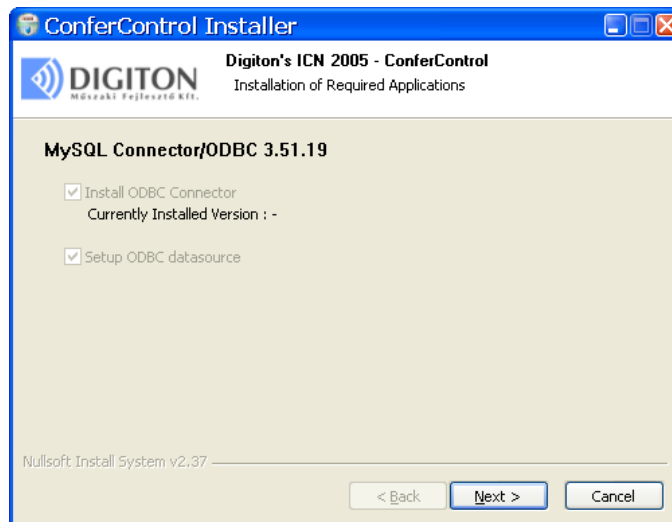 ConferControl Installer
DIGITON
Műszaki Fejlesztő Kft.
Digiton's ICN 2005 - ConferControl
Installation of Required Applications
MySQL Connector/ODBC 3.51.19
Install ODBC Connector
Currently Installed Version : -
Setup ODBC datasource
Nullsoft Install System v2.37
< Back
Next >
Cancel